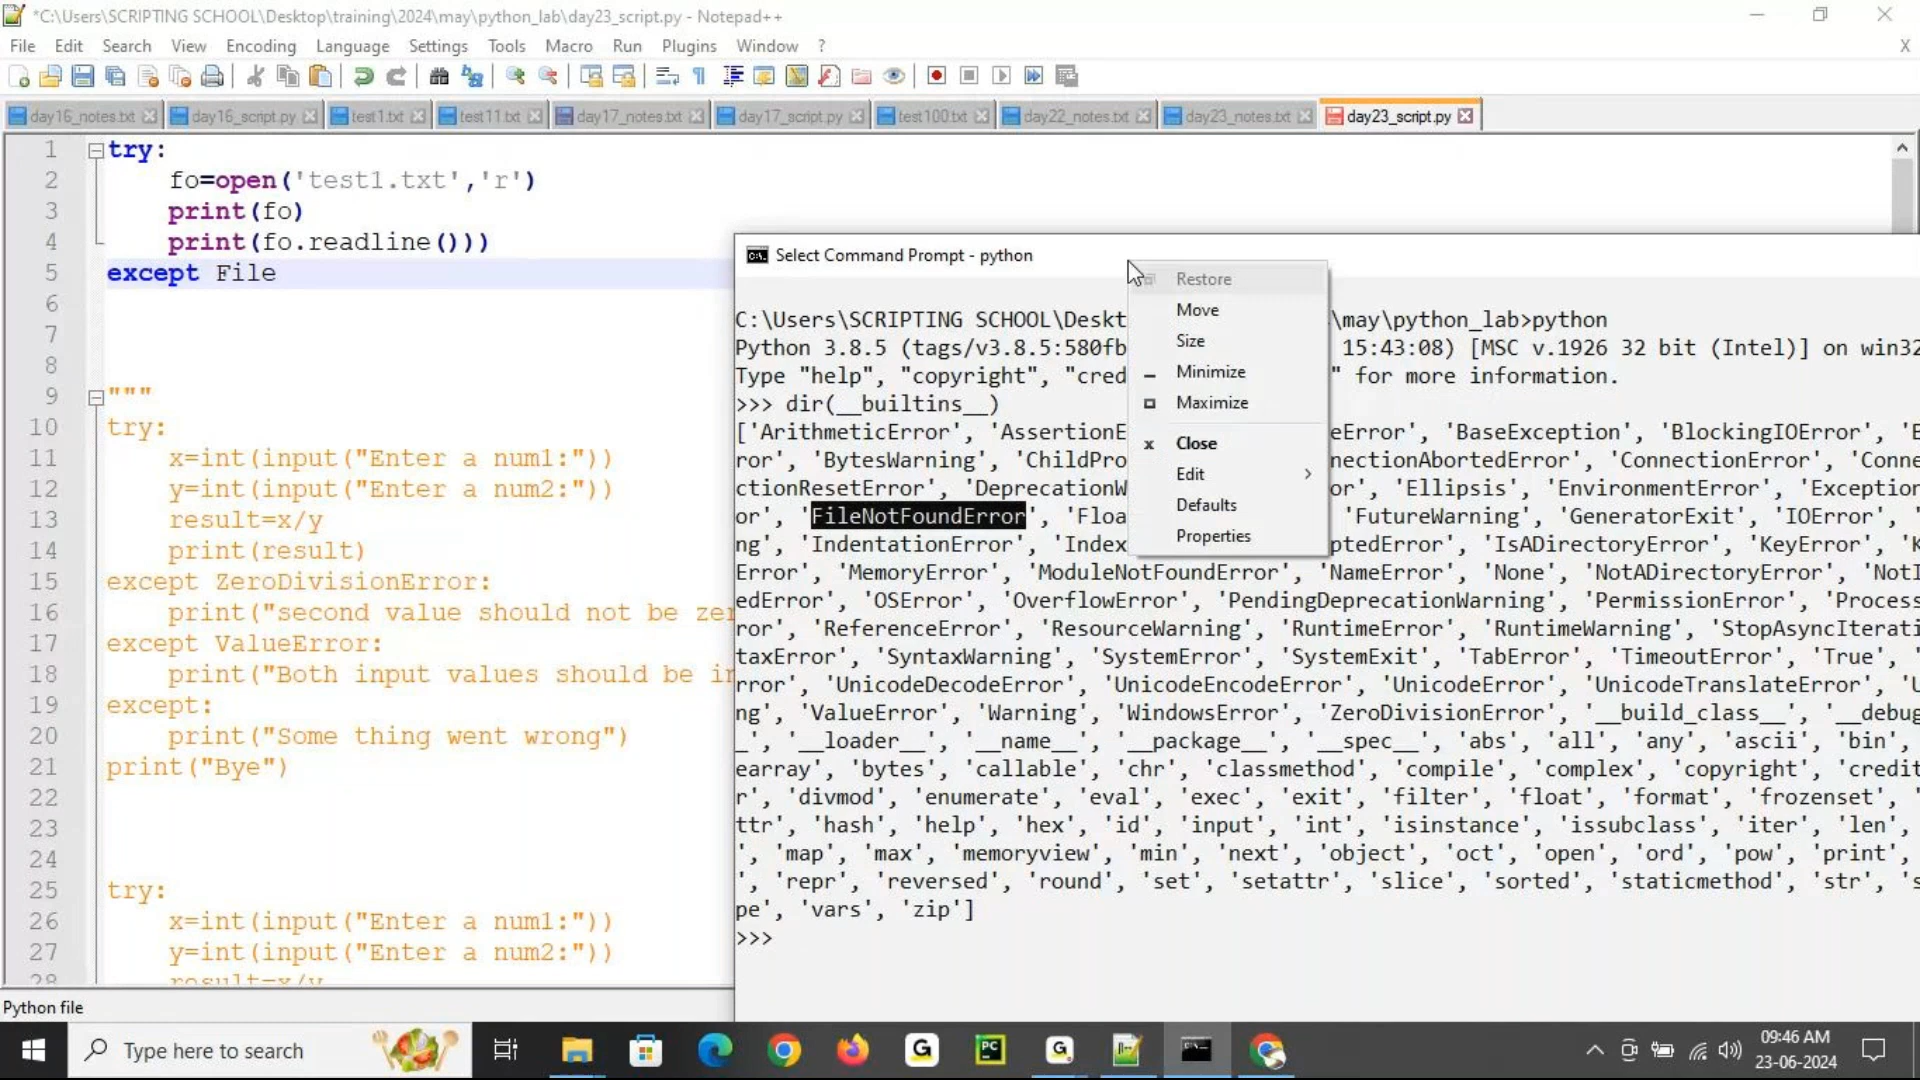 *C:\Users\SCRIPTING SCHOOL\Desktop\training\2024\may\python_lab\day23_script.py - Notepad++
File Edit Search View Encoding Language Settings Tools Macro Run Plugins Window ? X
day16_notes.txt day16_script.py test1.txt test11.txt day17_notes.txt day17_script.py test100.txt day22_notes.txt day23_notes.txt day23_script.py
1 try:
2 fo=open('test1.txt','r')
3 print(fo)
4 print(fo.readline()))
5 except File
6
7
8
9 """
10 try:
11 x=int(input("Enter a num1:"))
12 y=int(input("Enter a num2:"))
13 result=x/y
14 print(result)
15 except ZeroDivisionError:
16 print("second value should not be zer
17 except ValueError:
18 print("Both input values should be in
19 except:
20 print("Some thing went wrong")
21 print("Bye")
22
23
24
25 try:
26 x=int(input("Enter a num1:"))
27 y=int(input("Enter a num2:"))
28 result=x/y
Python file
Select Command Prompt - python
C:\Users\SCRIPTING SCHOOL\Deskt \may\python_lab>python
Python 3.8.5 (tags/v3.8.5:580fb 15:43:08) [MSC v.1926 32 bit (Intel)] on win32
Type "help", "copyright", "cred " for more information.
>>> dir(__builtins__)
['ArithmeticError', 'AssertionE eError', 'BaseException', 'BlockingIOError', 'B
ror', 'BytesWarning', 'ChildPro nectionAbortedError', 'ConnectionError', 'Conne
ctionResetError', 'DeprecationW or', 'Ellipsis', 'EnvironmentError', 'Exception
or', 'FileNotFoundError', 'Floa 'FutureWarning', 'GeneratorExit', 'IOError', '
ng', 'IndentationError', 'Index ptedError', 'IsADirectoryError', 'KeyError', 'K
Error', 'MemoryError', 'ModuleNotFoundError', 'NameError', 'None', 'NotADirectoryError', 'NotI
edError', 'OSError', 'OverflowError', 'PendingDeprecationWarning', 'PermissionError', 'Process
ror', 'ReferenceError', 'ResourceWarning', 'RuntimeError', 'RuntimeWarning', 'StopAsyncIterati
taxError', 'SyntaxWarning', 'SystemError', 'SystemExit', 'TabError', 'TimeoutError', 'True', '
rror', 'UnicodeDecodeError', 'UnicodeEncodeError', 'UnicodeError', 'UnicodeTranslateError', 'U
ng', 'ValueError', 'Warning', 'WindowsError', 'ZeroDivisionError', '__build_class__', '__debug
_', '__loader__', '__name__', '__package__', '__spec__', 'abs', 'all', 'any', 'ascii', 'bin',
earray', 'bytes', 'callable', 'chr', 'classmethod', 'compile', 'complex', 'copyright', 'credit
r', 'divmod', 'enumerate', 'eval', 'exec', 'exit', 'filter', 'float', 'format', 'frozenset', '
ttr', 'hash', 'help', 'hex', 'id', 'input', 'int', 'isinstance', 'issubclass', 'iter', 'len',
', 'map', 'max', 'memoryview', 'min', 'next', 'object', 'oct', 'open', 'ord', 'pow', 'print',
', 'repr', 'reversed', 'round', 'set', 'setattr', 'slice', 'sorted', 'staticmethod', 'str', 's
pe', 'vars', 'zip']
>>>
Restore
Move
Size
Minimize
Maximize
Close
Edit
Defaults
Properties
Type here to search
09:46 AM
23-06-2024